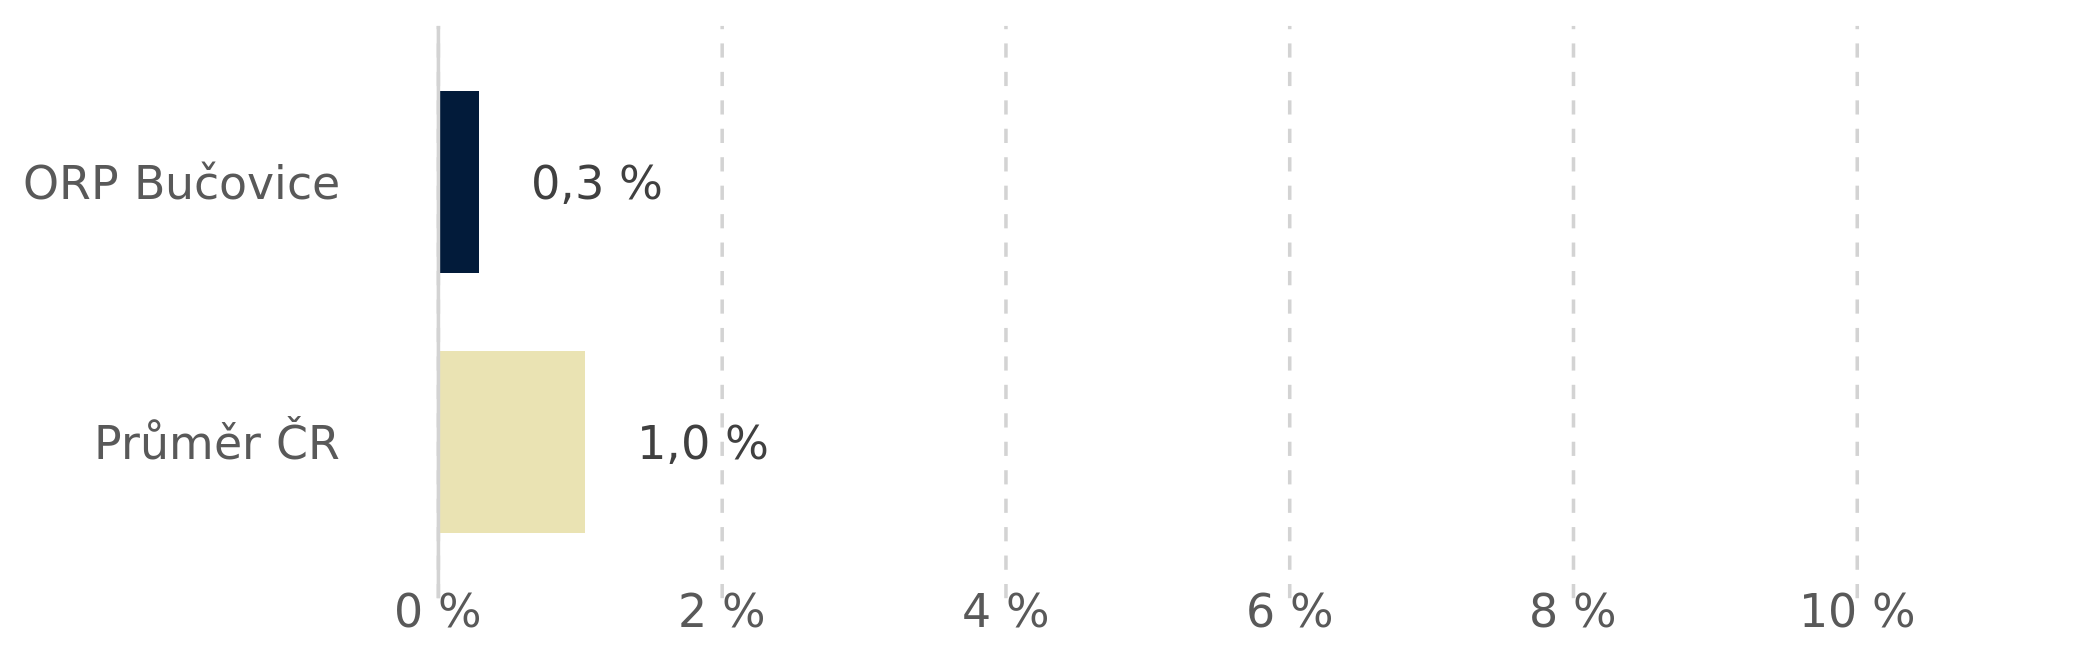 ORP Bučovice
0,3 %
Průměr ČR
1,0 %
0 % 2 % 4 % 6 % 8 % 10 %